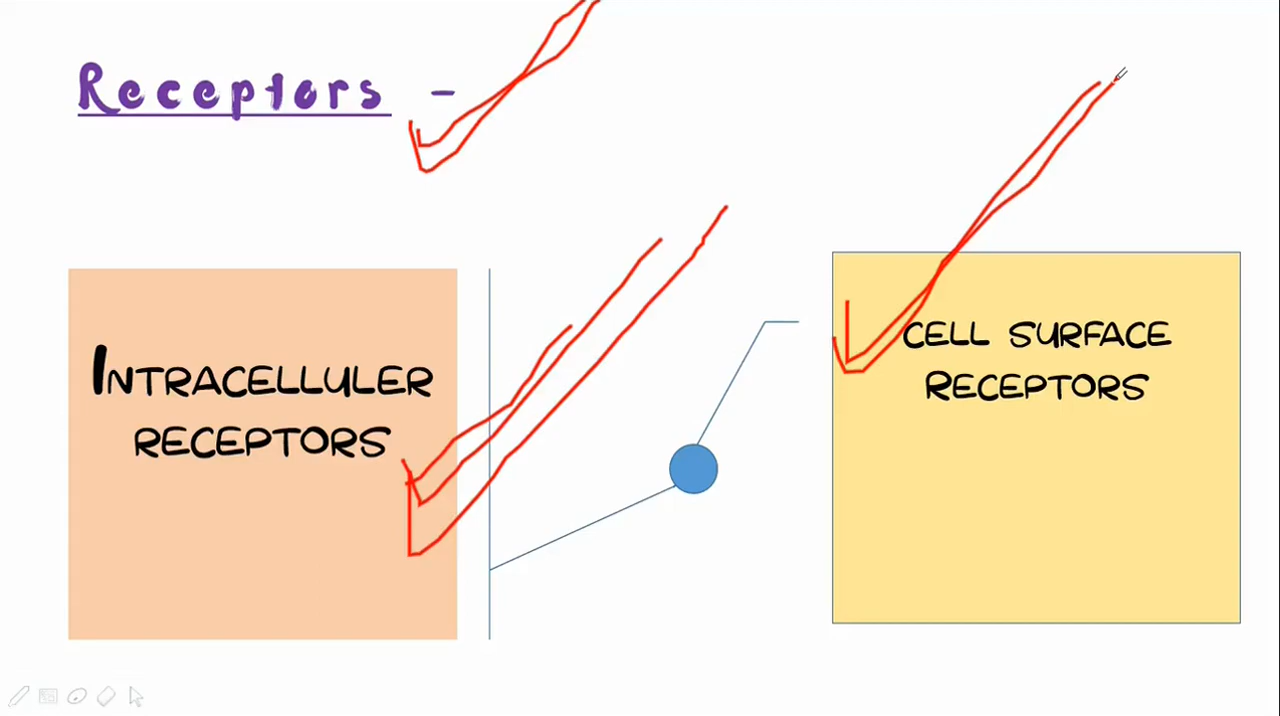 Receptors -
INTRACELLULER
RECEPTORS
CELL SURFACE
RECEPTORS